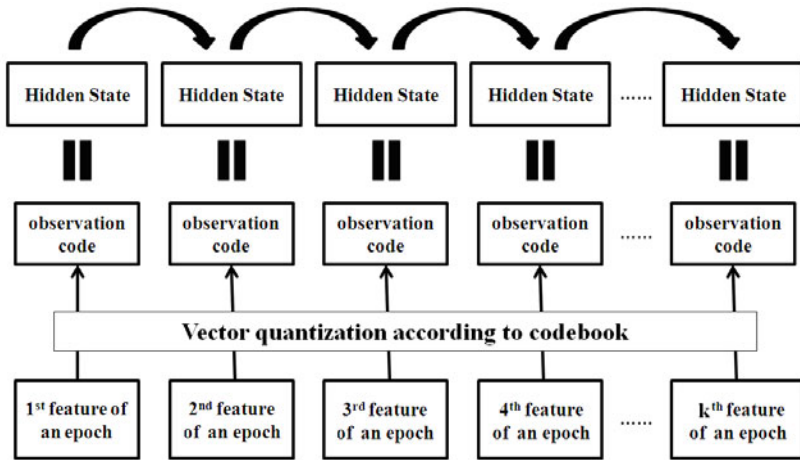 Hidden State Hidden State Hidden State Hidden State ...... Hidden State
observation
code
observation
code
observation
code
observation
code
......
observation
code
Vector quantization according to codebook
1st feature of
an epoch
2nd feature
of an epoch
3rd feature
of an epoch
4th feature
of an epoch
......
kth feature
of an epoch